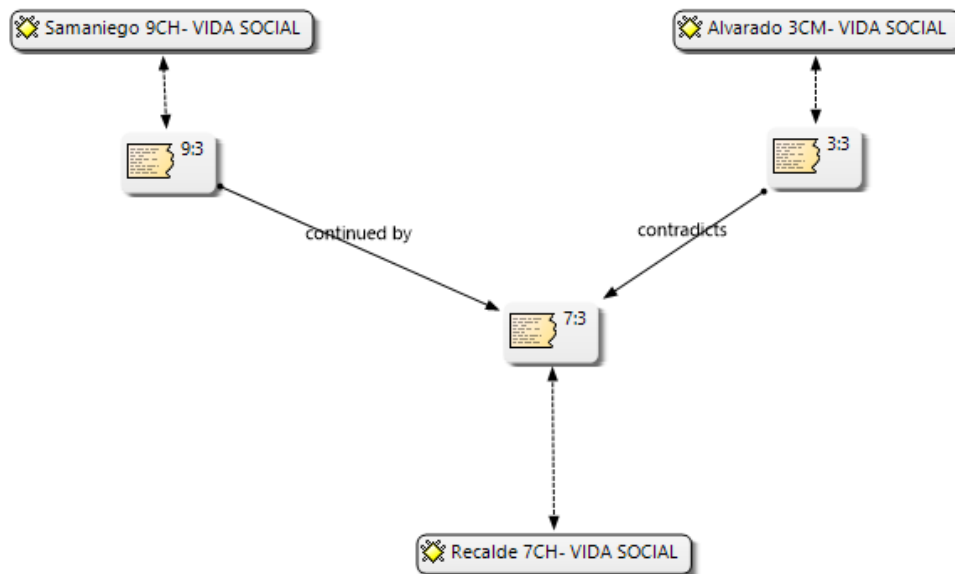 Samaniego 9CH- VIDA SOCIAL
Alvarado 3CM- VIDA SOCIAL
9:3
3:3
continued by
contradicts
7:3
Recalde 7CH- VIDA SOCIAL